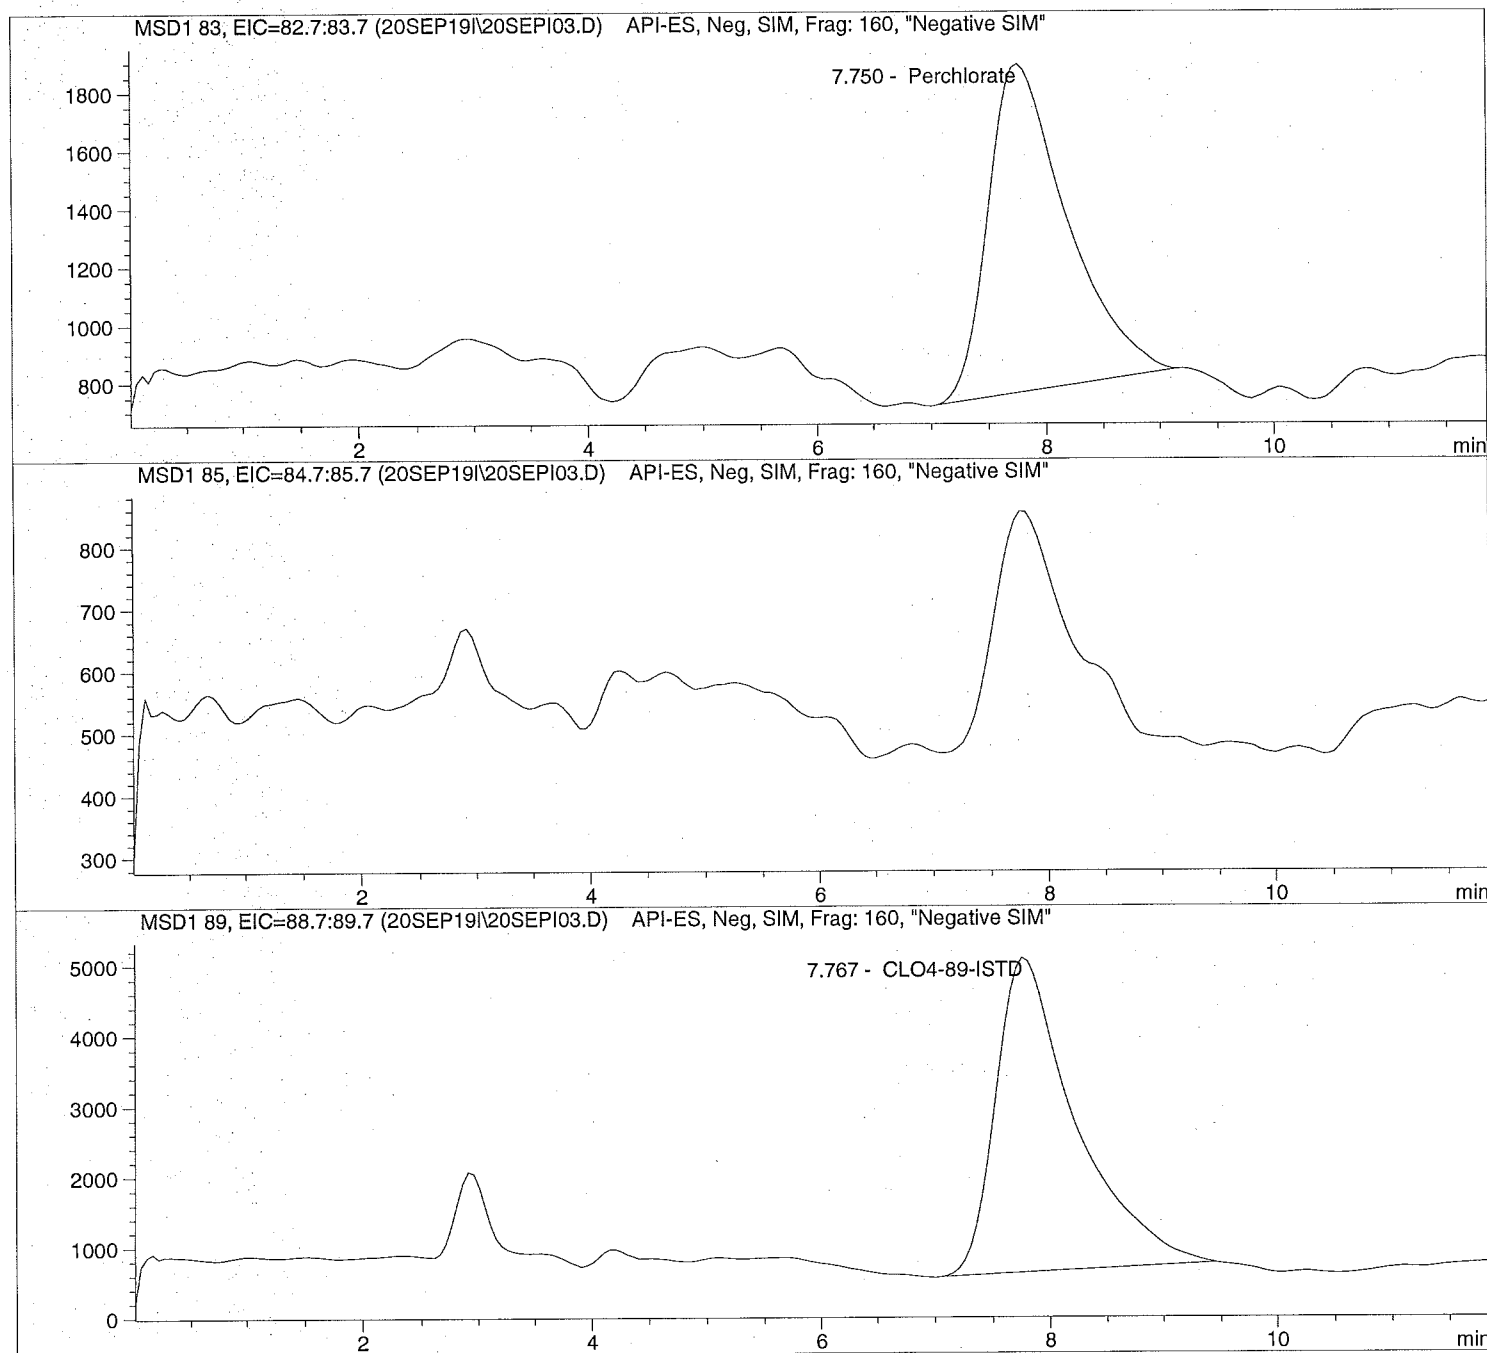 MSD1 83, EIC=82.7:83.7 (20SEP19I\20SEPI03.D) API-ES, Neg, SIM, Frag: 160, "Negative SIM"
7.750 - Perchlorate
1800
1600
1400
1200
1000
800
2 4 6 8 10 min
MSD1 85, EIC=84.7:85.7 (20SEP19I\20SEPI03.D) API-ES, Neg, SIM, Frag: 160, "Negative SIM"
800
700
600
500
400
300
2 4 6 8 10 min
MSD1 89, EIC=88.7:89.7 (20SEP19I\20SEPI03.D) API-ES, Neg, SIM, Frag: 160, "Negative SIM"
7.767 - CLO4-89-ISTD
5000
4000
3000
2000
1000
0
2 4 6 8 10 min